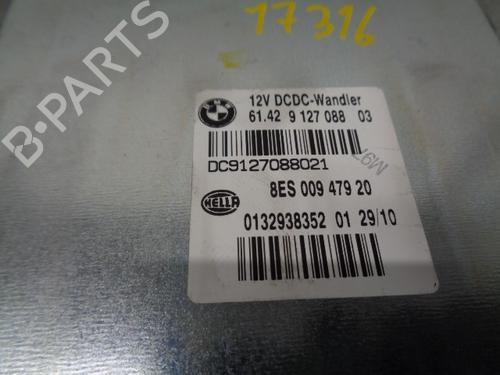 17316
B-PARTS
BMW
12V DCDC-Wandler
61.42 9 127 088 03
DC9127088021
8ES 009 479 20
HELLA
0132938352 01 29/10